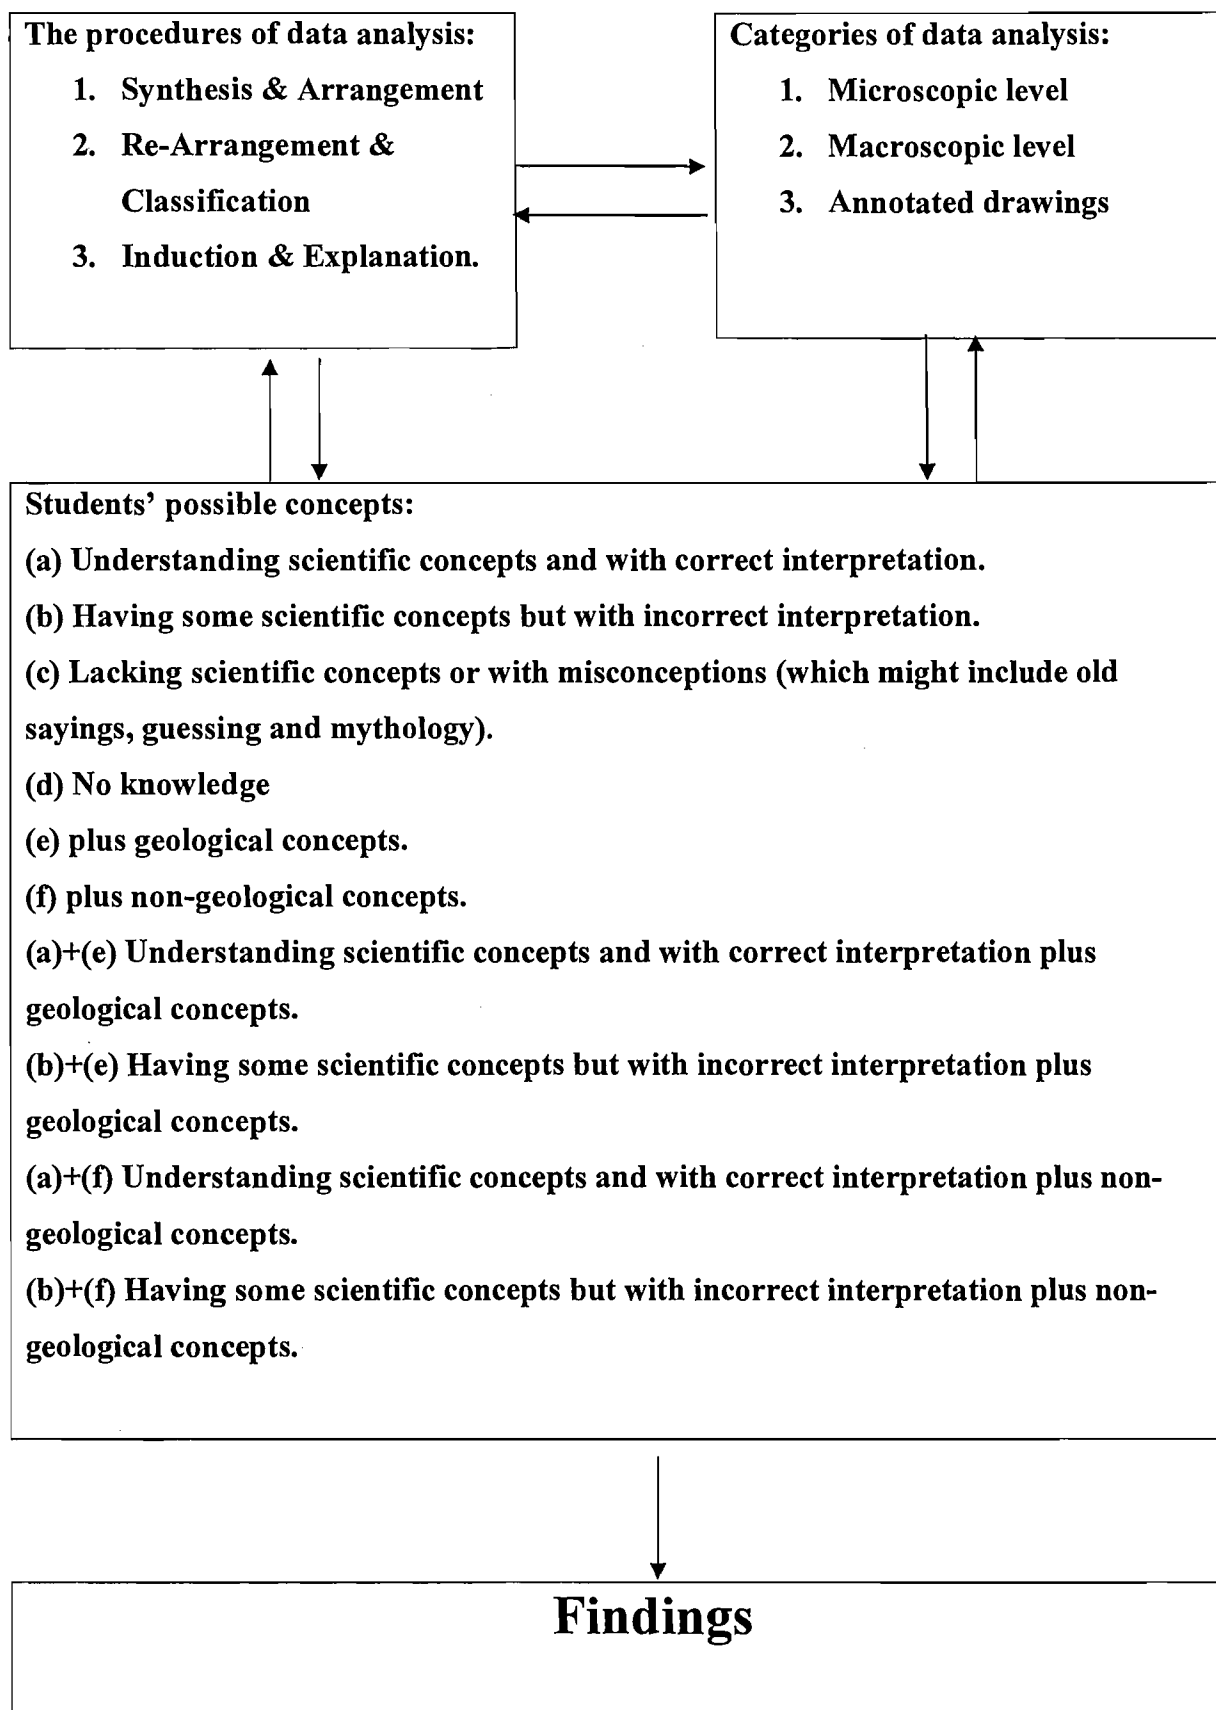 The procedures of data analysis:
1. Synthesis & Arrangement
2. Re-Arrangement &
Classification
3. Induction & Explanation.
Categories of data analysis:
1. Microscopic level
2. Macroscopic level
3. Annotated drawings
Students’ possible concepts:
(a) Understanding scientific concepts and with correct interpretation.
(b) Having some scientific concepts but with incorrect interpretation.
(c) Lacking scientific concepts or with misconceptions (which might include old
sayings, guessing and mythology).
(d) No knowledge
(e) plus geological concepts.
(f) plus non-geological concepts.
(a)+(e) Understanding scientific concepts and with correct interpretation plus
geological concepts.
(b)+(e) Having some scientific concepts but with incorrect interpretation plus
geological concepts.
(a)+(f) Understanding scientific concepts and with correct interpretation plus non-
geological concepts.
(b)+(f) Having some scientific concepts but with incorrect interpretation plus non-
geological concepts.
Findings